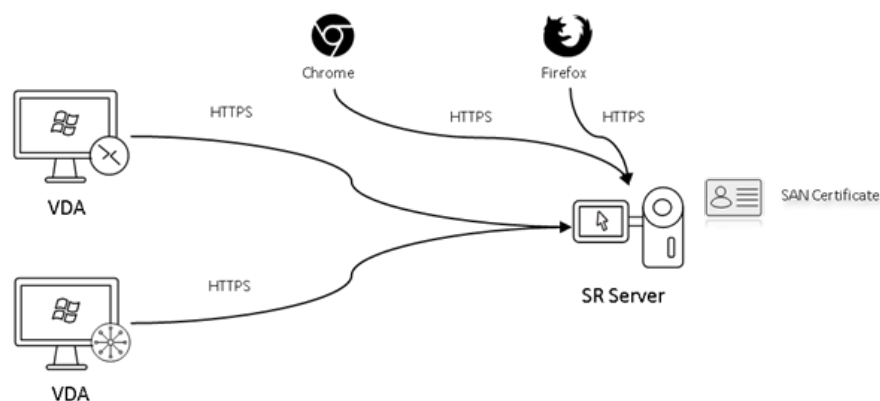 Chrome
Firefox
HTTPS
HTTPS
HTTPS
VDA
SAN Certificate
SR Server
HTTPS
VDA